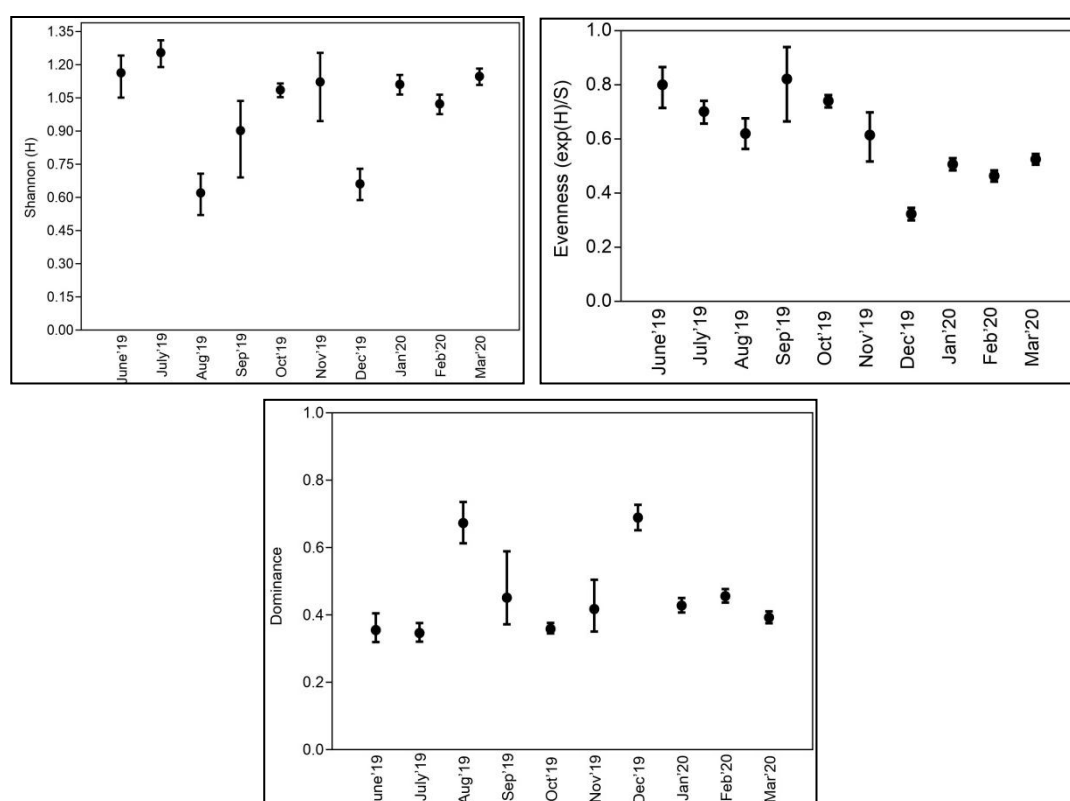 1.35
1.20
1.05
0.90
0.75
0.60
0.45
0.30
0.15
0.00
Shannon (H)
June'19
July'19
Aug'19
Sep'19
Oct'19
Nov'19
Dec'19
Jan'20
Feb'20
Mar'20
1.0
0.8
0.6
0.4
0.2
0.0
Evenness (exp(H)/S)
June'19
July'19
Aug'19
Sep'19
Oct'19
Nov'19
Dec'19
Jan'20
Feb'20
Mar'20
1.0
0.8
0.6
0.4
0.2
0.0
Dominance
June'19
July'19
Aug'19
Sep'19
Oct'19
Nov'19
Dec'19
Jan'20
Feb'20
Mar'20